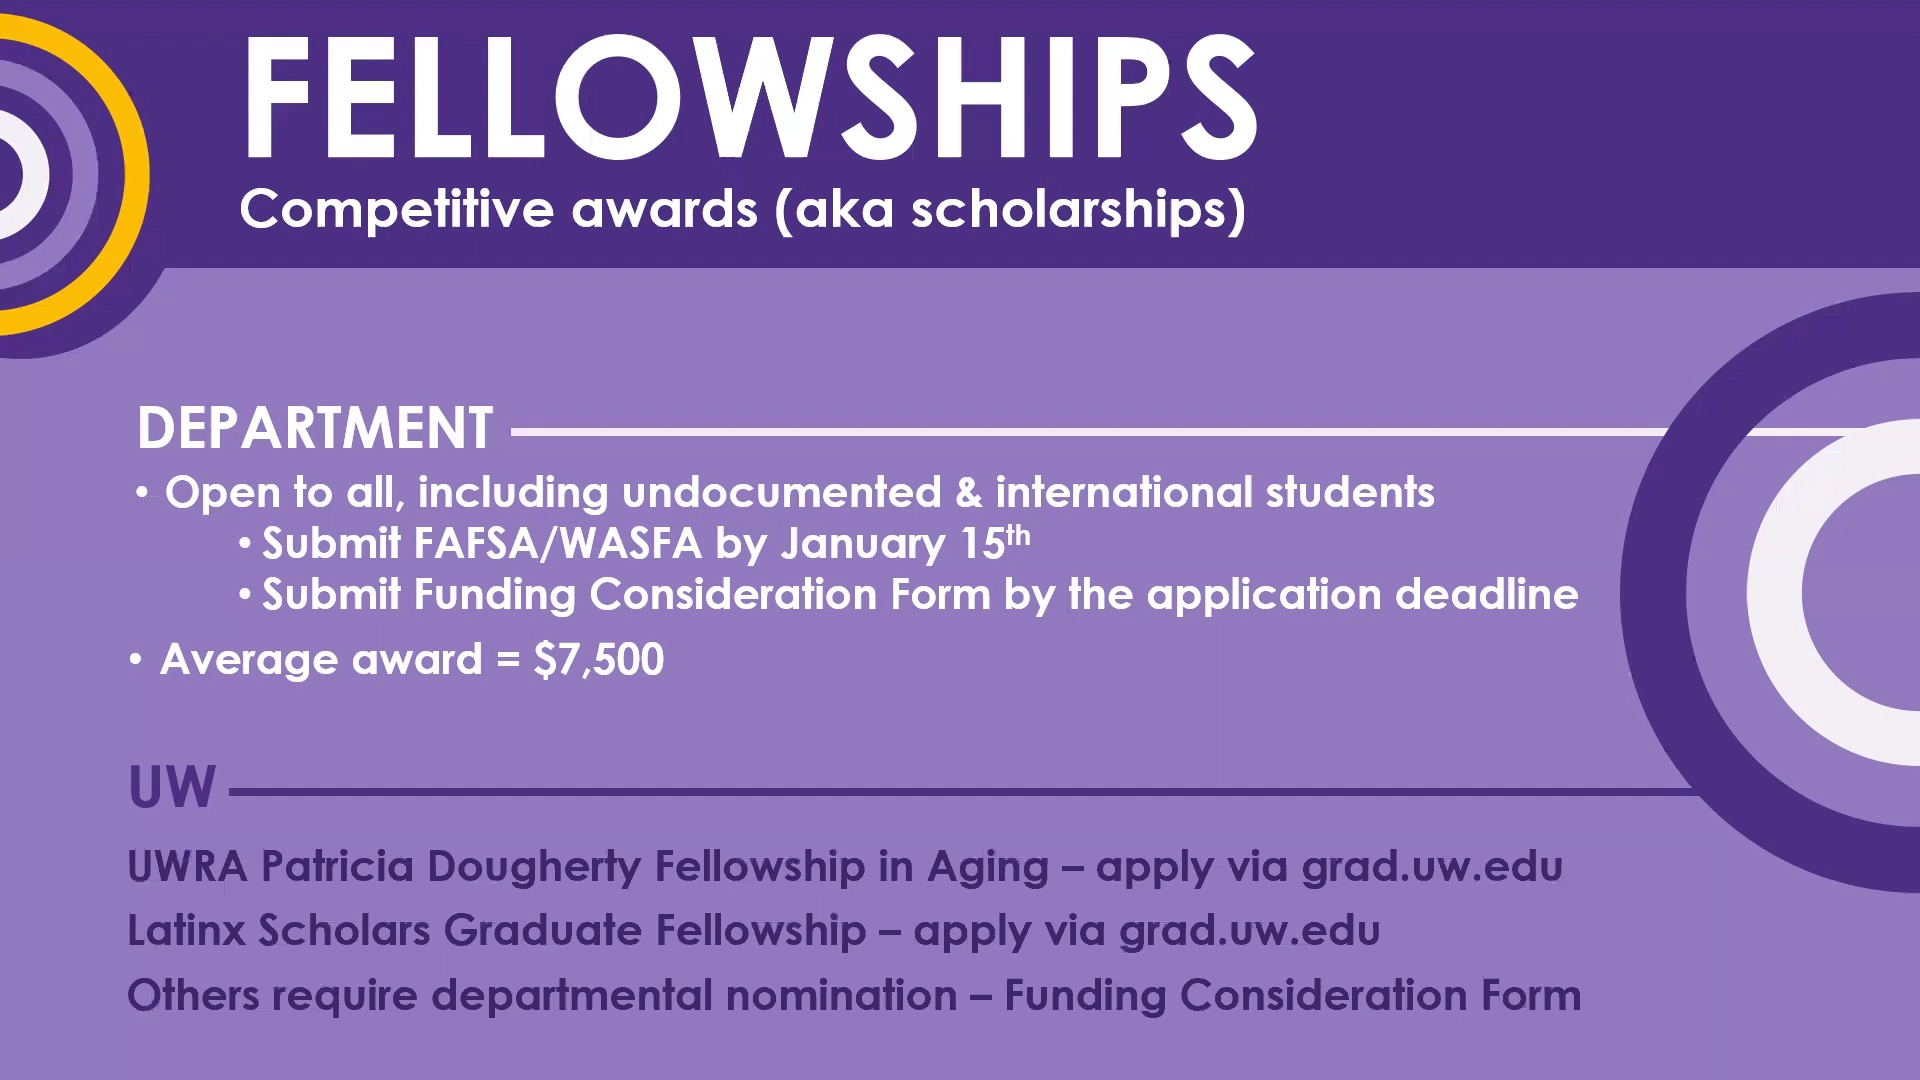 FELLOWSHIPS
Competitive awards (aka scholarships)
DEPARTMENT
• Open to all, including undocumented & international students
• Submit FAFSA/WASFA by January 15th
• Submit Funding Consideration Form by the application deadline
• Average award = $7,500
UW
UWRA Patricia Dougherty Fellowship in Aging – apply via grad.uw.edu
Latinx Scholars Graduate Fellowship – apply via grad.uw.edu
Others require departmental nomination – Funding Consideration Form